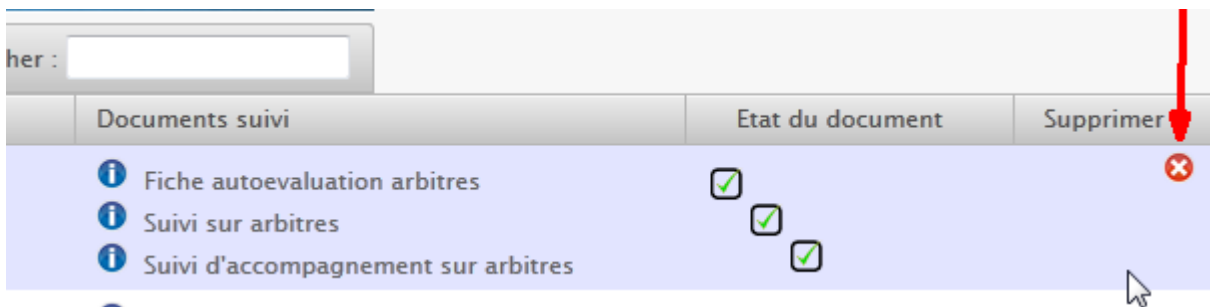 her :
Documents suivi Etat du document Supprimer
Fiche autoevaluation arbitres
Suivi sur arbitres
Suivi d'accompagnement sur arbitres